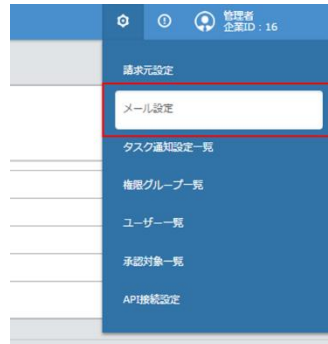 管理者
企業ID：16
請求元設定
メール設定
タスク通知設定一覧
権限グループ一覧
ユーザー一覧
承認対象一覧
API接続設定